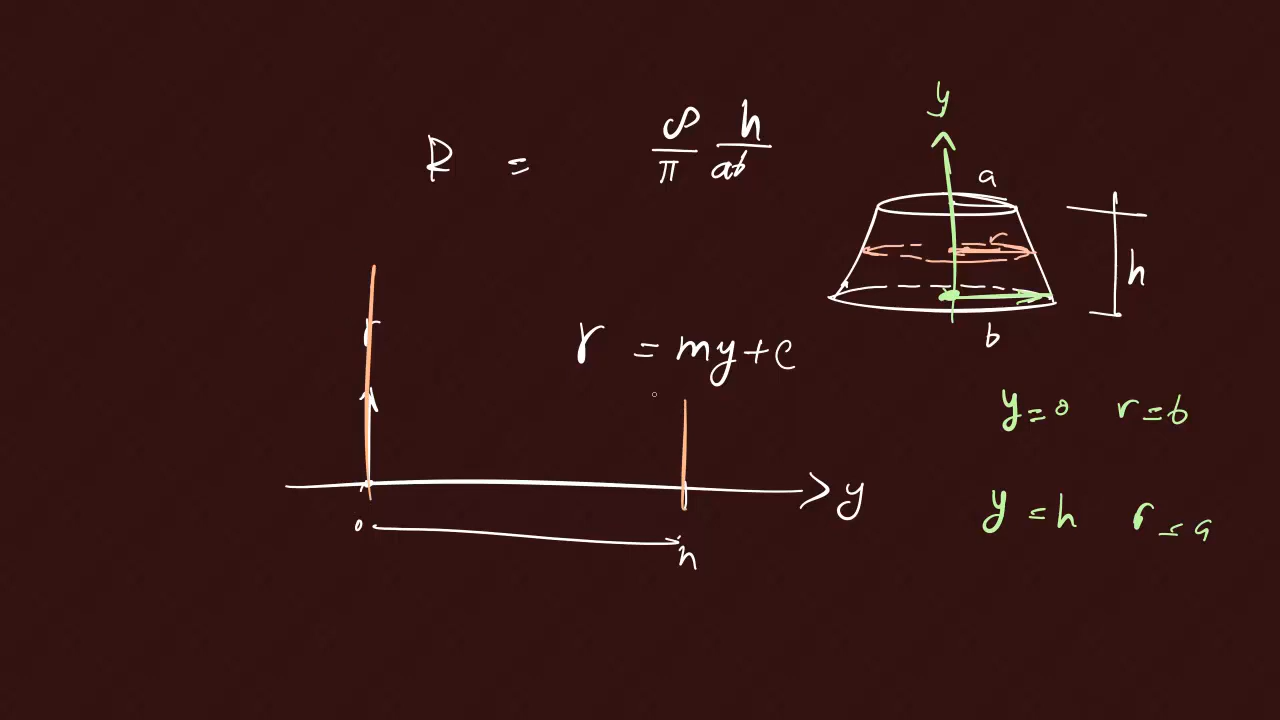 y
R = ρ/π h/ab
a
r
h
b
r
r = my+c
y=0 r=b
y
y=h r=a
0
h